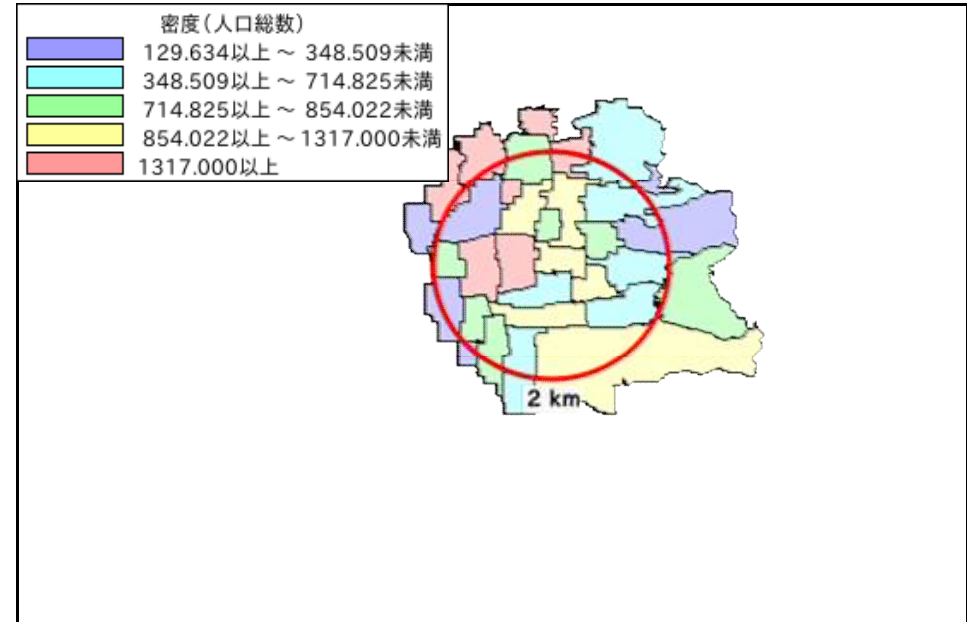 密度(人口総数)
129.634以上 ~ 348.509未満
348.509以上 ~ 714.825未満
714.825以上 ~ 854.022未満
854.022以上 ~1317.000未満
1317.000以上
2 km